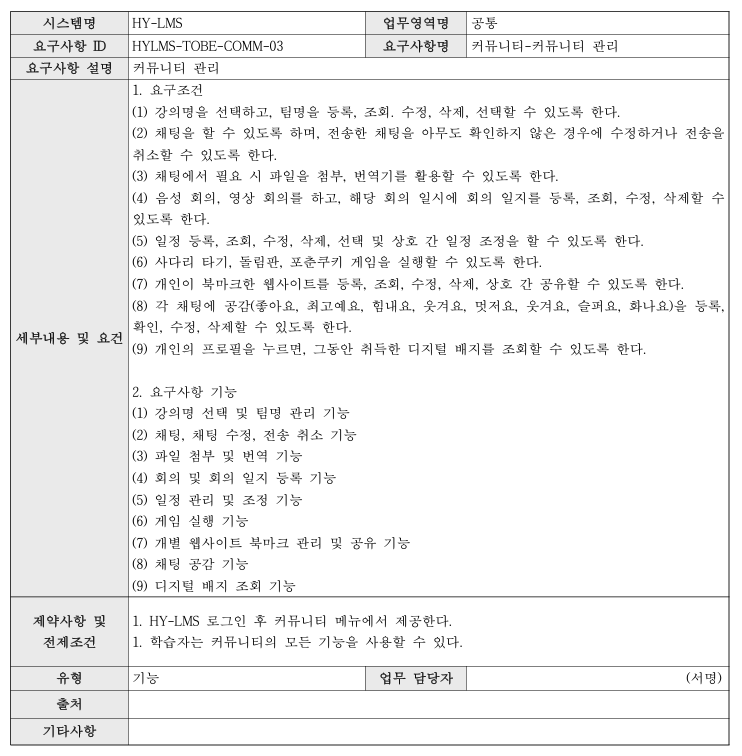 시스템명 HY-LMS 업무영역명 공통
요구사항 ID HYLMS-TOBE-COMM-03 요구사항명 커뮤니티-커뮤니티 관리
요구사항 설명 커뮤니티 관리
세부내용 및 요건
1. 요구조건
(1) 강의명을 선택하고, 팀명을 등록, 조회. 수정, 삭제, 선택할 수 있도록 한다.
(2) 채팅을 할 수 있도록 하며, 전송한 채팅을 아무도 확인하지 않은 경우에 수정하거나 전송을
취소할 수 있도록 한다.
(3) 채팅에서 필요 시 파일을 첨부, 번역기를 활용할 수 있도록 한다.
(4) 음성 회의, 영상 회의를 하고, 해당 회의 일시에 회의 일지를 등록, 조회, 수정, 삭제할 수
있도록 한다.
(5) 일정 등록, 조회, 수정, 삭제, 선택 및 상호 간 일정 조정을 할 수 있도록 한다.
(6) 사다리 타기, 돌림판, 포춘쿠키 게임을 실행할 수 있도록 한다.
(7) 개인이 북마크한 웹사이트를 등록, 조회, 수정, 삭제, 상호 간 공유할 수 있도록 한다.
(8) 각 채팅에 공감(좋아요, 최고예요, 힘내요, 웃겨요, 멋저요, 웃겨요, 슬퍼요, 화나요)을 등록,
확인, 수정, 삭제할 수 있도록 한다.
(9) 개인의 프로필을 누르면, 그동안 취득한 디지털 배지를 조회할 수 있도록 한다.
2. 요구사항 기능
(1) 강의명 선택 및 팀명 관리 기능
(2) 채팅, 채팅 수정, 전송 취소 기능
(3) 파일 첨부 및 번역 기능
(4) 회의 및 회의 일지 등록 기능
(5) 일정 관리 및 조정 기능
(6) 게임 실행 기능
(7) 개별 웹사이트 북마크 관리 및 공유 기능
(8) 채팅 공감 기능
(9) 디지털 배지 조회 기능
제약사항 및
전제조건
1. HY-LMS 로그인 후 커뮤니티 메뉴에서 제공한다.
1. 학습자는 커뮤니티의 모든 기능을 사용할 수 있다.
유형 기능 업무 담당자 (서명)
출처
기타사항